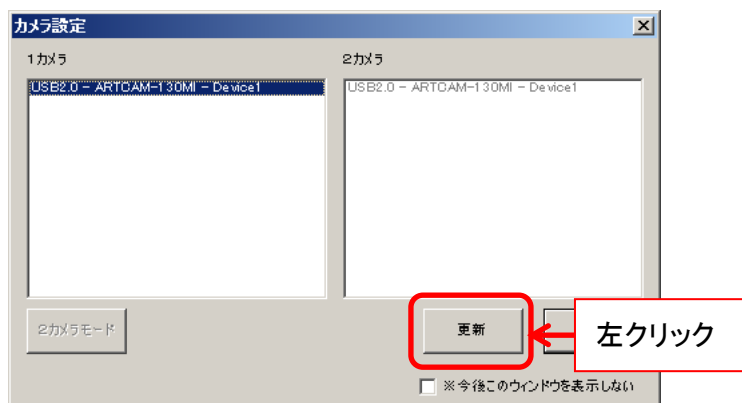 カメラ設定
1カメラ
2カメラ
USB2.0 - ARTCAM-130MI - Device1
USB2.0 - ARTCAM-130MI - Device1
2カメラモード
更新
左クリック
※今後このウィンドウを表示しない